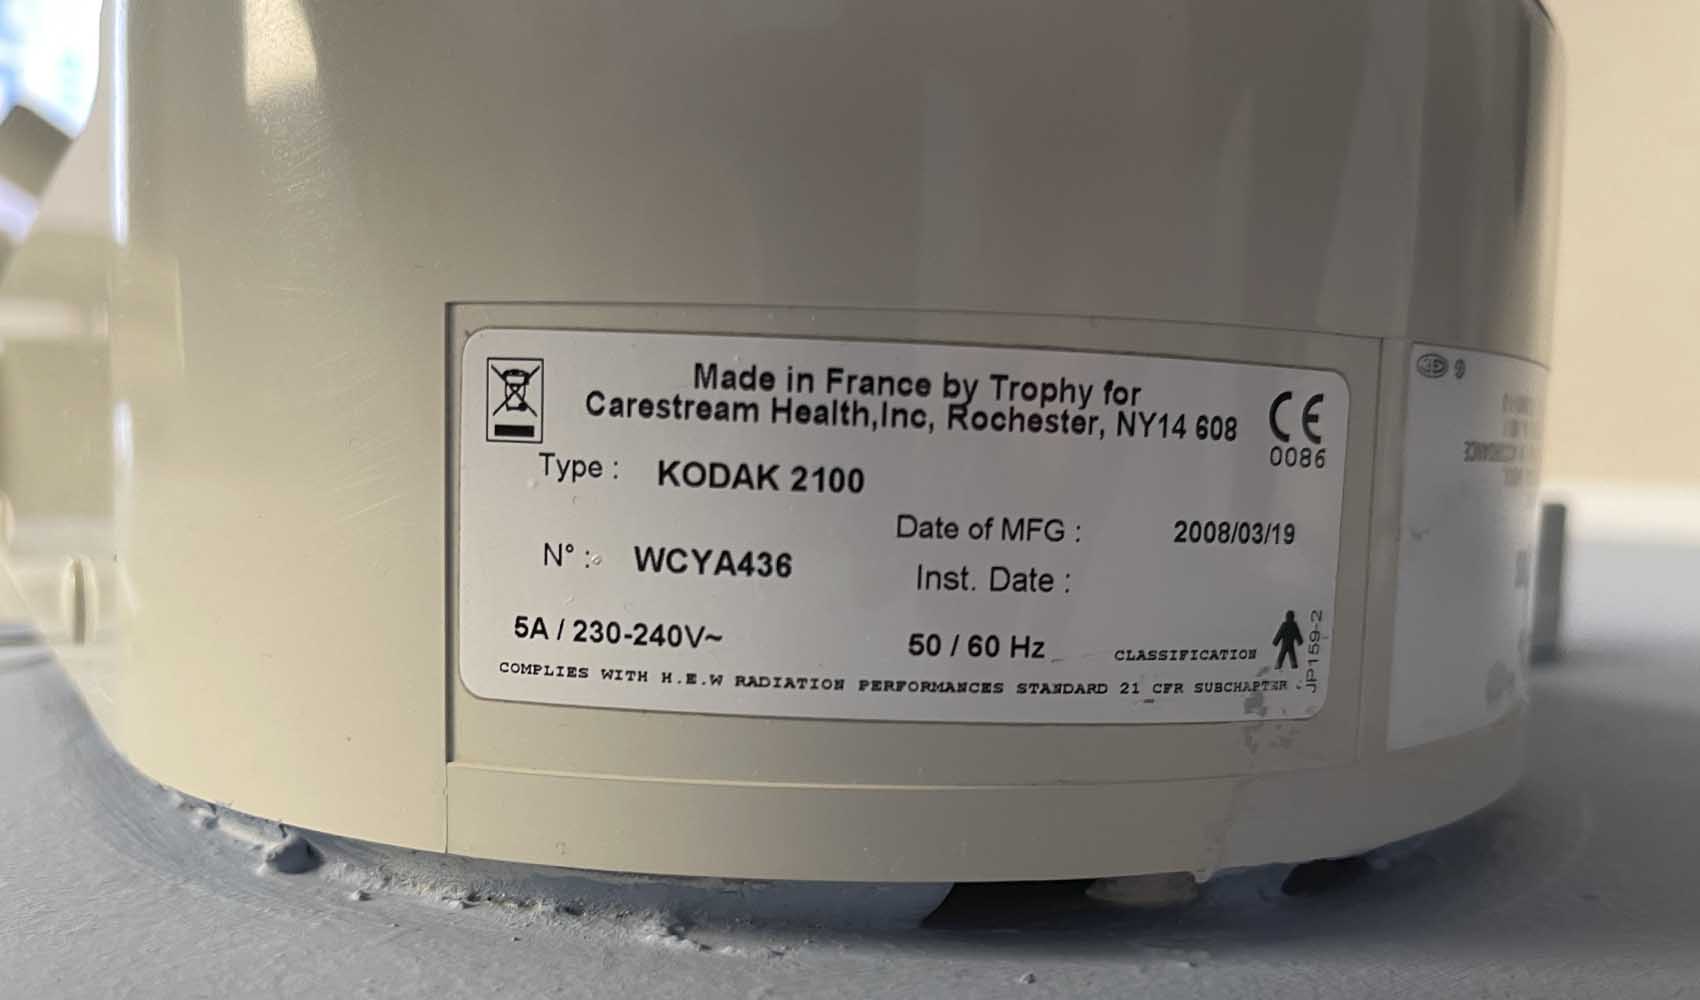 Made in France by Trophy for
Carestream Health,Inc, Rochester, NY14 608
CE
0086
Type : KODAK 2100
Date of MFG : 2008/03/19
N° : WCYA436
Inst. Date :
5A / 230-240V~
50 / 60 Hz
CLASSIFICATION
JP159-2
COMPLIES WITH H.E.W RADIATION PERFORMANCES STANDARD 21 CFR SUBCHAPTER